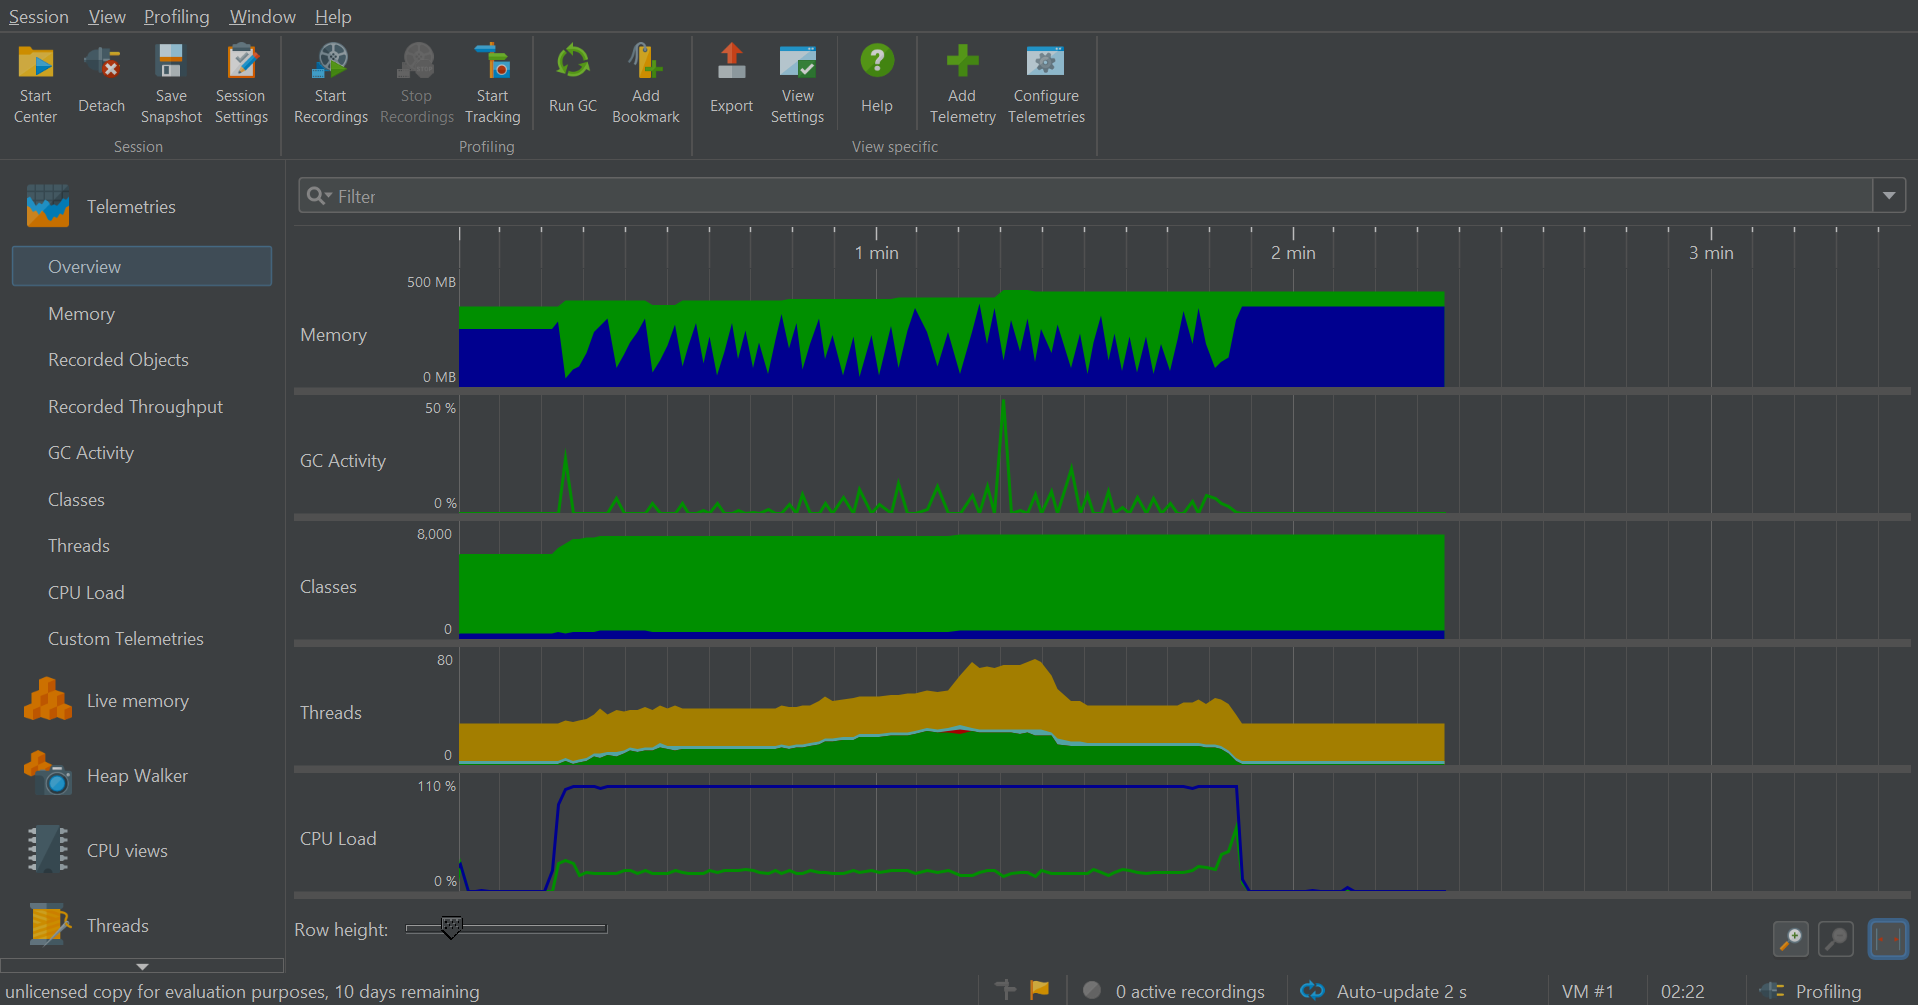 Session View Profiling Window Help
Start Center
Detach
Save Snapshot
Session Settings
Start Recordings
Stop Recordings
Start Tracking
Run GC
Add Bookmark
Export
View Settings
Help
Add Telemetry
Configure Telemetries
Session
Profiling
View specific
Telemetries
Overview
Memory
Recorded Objects
Recorded Throughput
GC Activity
Classes
Threads
CPU Load
Custom Telemetries
Live memory
Heap Walker
CPU views
Threads
Filter
1 min 2 min 3 min
500 MB
Memory
0 MB
50 %
GC Activity
0 %
8,000
Classes
0
80
Threads
0
110 %
CPU Load
0 %
Row height:
unlicensed copy for evaluation purposes, 10 days remaining
0 active recordings
Auto-update 2 s
VM #1
02:22
Profiling